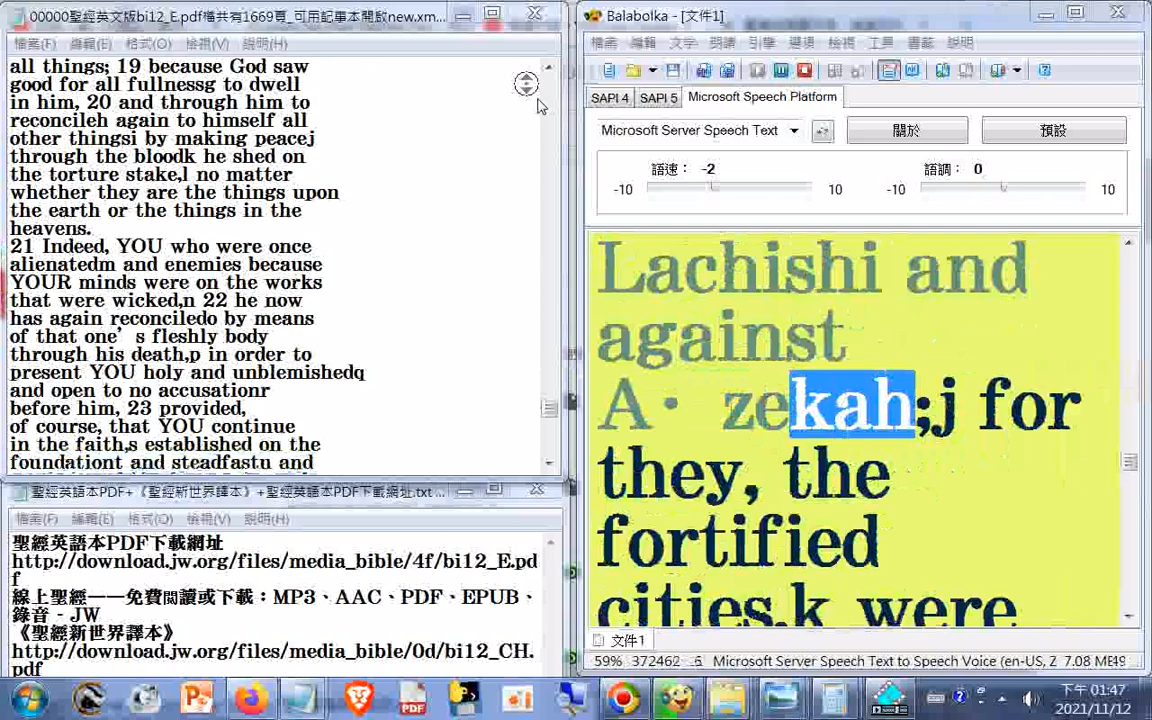 00000聖經英文版bi12_E.pdf檔共有1669頁_可用記事本開啟new.xm...
檔案(F) 編輯(E) 格式(O) 檢視(V) 說明(H)
all things; 19 because God saw
good for all fullnessg to dwell
in him, 20 and through him to
reconcileh again to himself all
other thingsi by making peacej
through the bloodk he shed on
the torture stake,l no matter
whether they are the things upon
the earth or the things in the
heavens.
21 Indeed, YOU who were once
alienatedm and enemies because
YOUR minds were on the works
that were wicked,n 22 he now
has again reconciledo by means
of that one’s fleshly body
through his death,p in order to
present YOU holy and unblemishedq
and open to no accusationr
before him, 23 provided,
of course, that YOU continue
in the faith,s established on the
foundationt and steadfastu and
聖經英語本PDF+《聖經新世界譯本》+聖經英語本PDF下載網址.txt ...
檔案(F) 編輯(E) 格式(O) 檢視(V) 說明(H)
聖經英語本PDF下載網址
http://download.jw.org/files/media_bible/4f/bi12_E.pd
f
線上聖經——免費閱讀或下載：MP3、AAC、PDF、EPUB、
錄音 - JW
《聖經新世界譯本》
http://download.jw.org/files/media_bible/0d/bi12_CH.
pdf
Balabolka - [文件1]
檔案 編輯 文字 朗讀 引擎 選項 檢視 工具 書籤 說明
SAPI 4 SAPI 5 Microsoft Speech Platform
Microsoft Server Speech Text 關於 預設
語速： -2 語調： 0
-10 10 -10 10
Lachishi and
against
A· zekah;j for
they, the
fortified
cities,k were
文件1
59% 372462 Microsoft Server Speech Text to Speech Voice (en-US, Z 7.08 ME
下午 01:47
2021/11/12